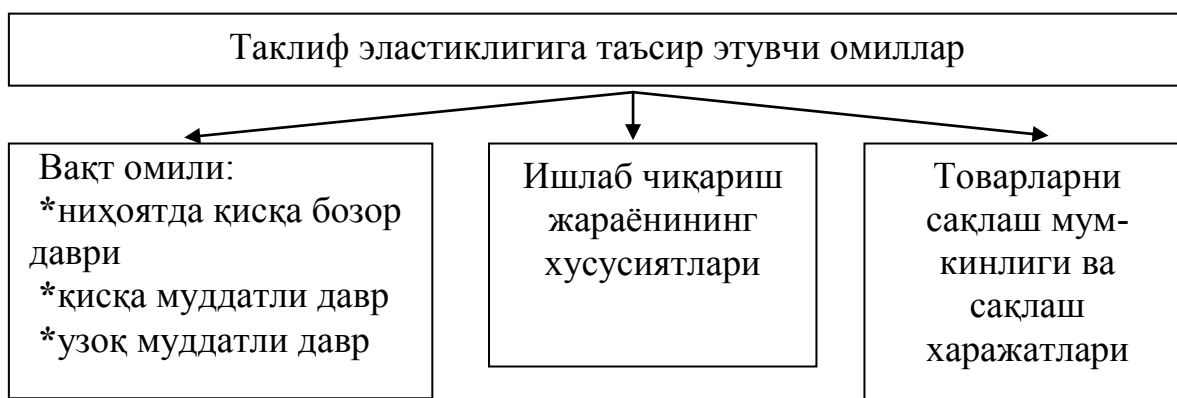 Таклиф эластиклигига таъсир этувчи омиллар
Вақт омили:
*ниҳоятда қисқа бозор
даври
*қисқа муддатли давр
*узоқ муддатли давр
Ишлаб чиқариш
жараёнининг
хусусиятлари
Товарларни
сақлаш мум-
кинлиги ва
сақлаш
харажатлари